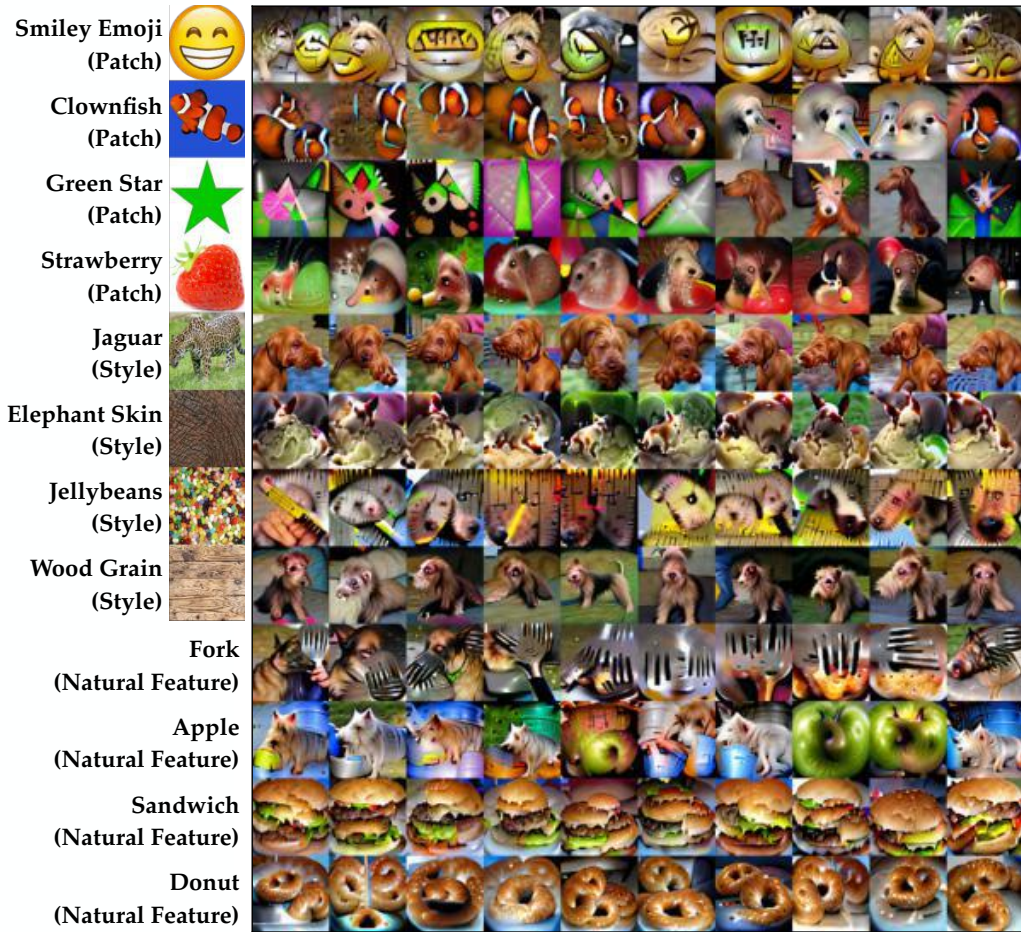 Smiley Emoji
(Patch)
Clownfish
(Patch)
Green Star
(Patch)
Strawberry
(Patch)
Jaguar
(Style)
Elephant Skin
(Style)
Jellybeans
(Style)
Wood Grain
(Style)
Fork
(Natural Feature)
Apple
(Natural Feature)
Sandwich
(Natural Feature)
Donut
(Natural Feature)